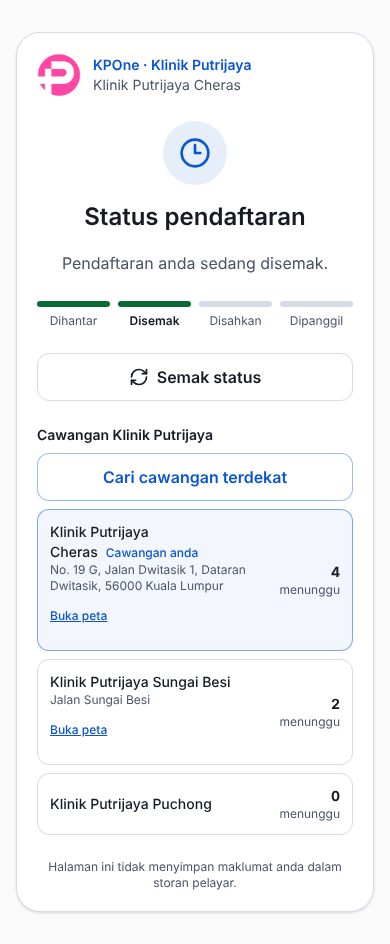 KPOne · Klinik Putrijaya
Klinik Putrijaya Cheras
Status pendaftaran
Pendaftaran anda sedang disemak.
Dihantar
Disemak
Disahkan
Dipanggil
Semak status
Cawangan Klinik Putrijaya
Cari cawangan terdekat
Klinik Putrijaya
Cheras Cawangan anda
No. 19 G, Jalan Dwitasik 1, Dataran
Dwitasik, 56000 Kuala Lumpur
Buka peta
4
menunggu
Klinik Putrijaya Sungai Besi
Jalan Sungai Besi
Buka peta
2
menunggu
Klinik Putrijaya Puchong
0
menunggu
Halaman ini tidak menyimpan maklumat anda dalam
storan pelayar.